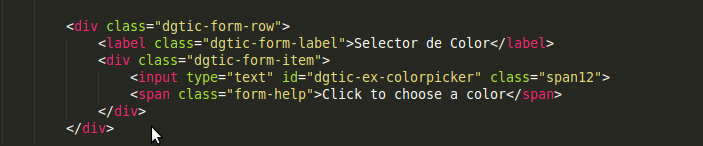 <div class="dgtic-form-row">
<label class="dgtic-form-label">Selector de Color</label>
<div class="dgtic-form-item">
<input type="text" id="dgtic-ex-colorpicker" class="span12">
<span class="form-help">Click to choose a color</span>
</div>
</div>